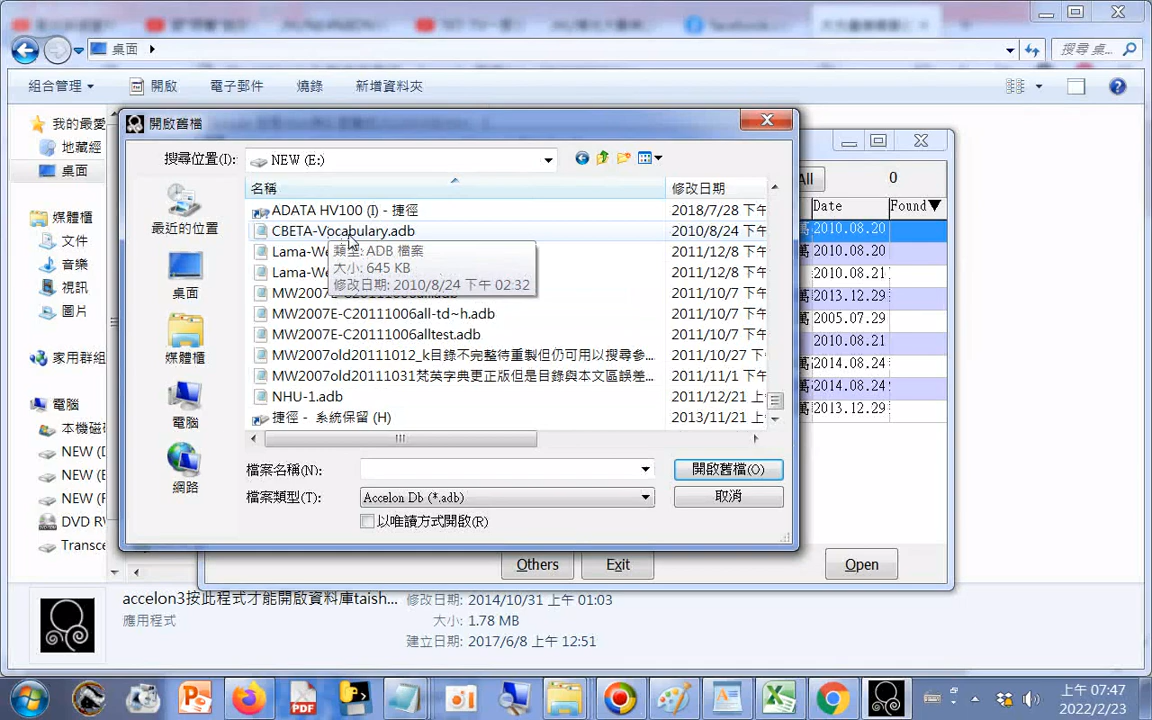 桌面
搜尋 桌...
組合管理
開啟
電子郵件
燒錄
新增資料夾
我的最愛
地藏經
桌面
媒體櫃
文件
音樂
視訊
圖片
家用群組
電腦
本機磁碟
NEW (D
NEW (E
NEW (F
DVD RW
Transce
開啟舊檔
搜尋位置(I):
NEW (E:)
最近的位置
桌面
媒體櫃
電腦
網路
名稱
修改日期
ADATA HV100 (I) - 捷徑
2018/7/28 下午
CBETA-Vocabulary.adb
2010/8/24 下午
Lama-We
2011/12/8 下午
Lama-We
2011/12/8 下午
類型: ADB 檔案
大小: 645 KB
修改日期: 2010/8/24 下午 02:32
2011/10/7 下午
MW2007E-C20111006all-td~h.adb
2011/10/7 下午
MW2007E-C20111006alltest.adb
2011/10/7 下午
MW2007old20111012_k目錄不完整待重製但仍可用以搜尋參...
2011/10/27 下午
MW2007old20111031梵英字典更正版但是目錄與本文區誤差...
2011/11/1 下午
NHU-1.adb
2011/12/21 上午
捷徑 - 系統保留 (H)
2013/11/21 上午
檔案名稱(N):
開啟舊檔(O)
檔案類型(T):
Accelon Db (*.adb)
取消
以唯讀方式開啟(R)
All
0
Date
Found▼
2010.08.20
2010.08.20
2010.08.21
萬 2013.12.29
2005.07.29
2010.08.21
萬 2014.08.24
萬 2014.08.24
萬 2013.12.29
Others
Exit
Open
accelon3按此程式才能開啟資料庫taish...
修改日期: 2014/10/31 上午 01:03
應用程式
大小: 1.78 MB
建立日期: 2017/6/8 上午 12:51
PDF
上午 07:47
2022/2/23